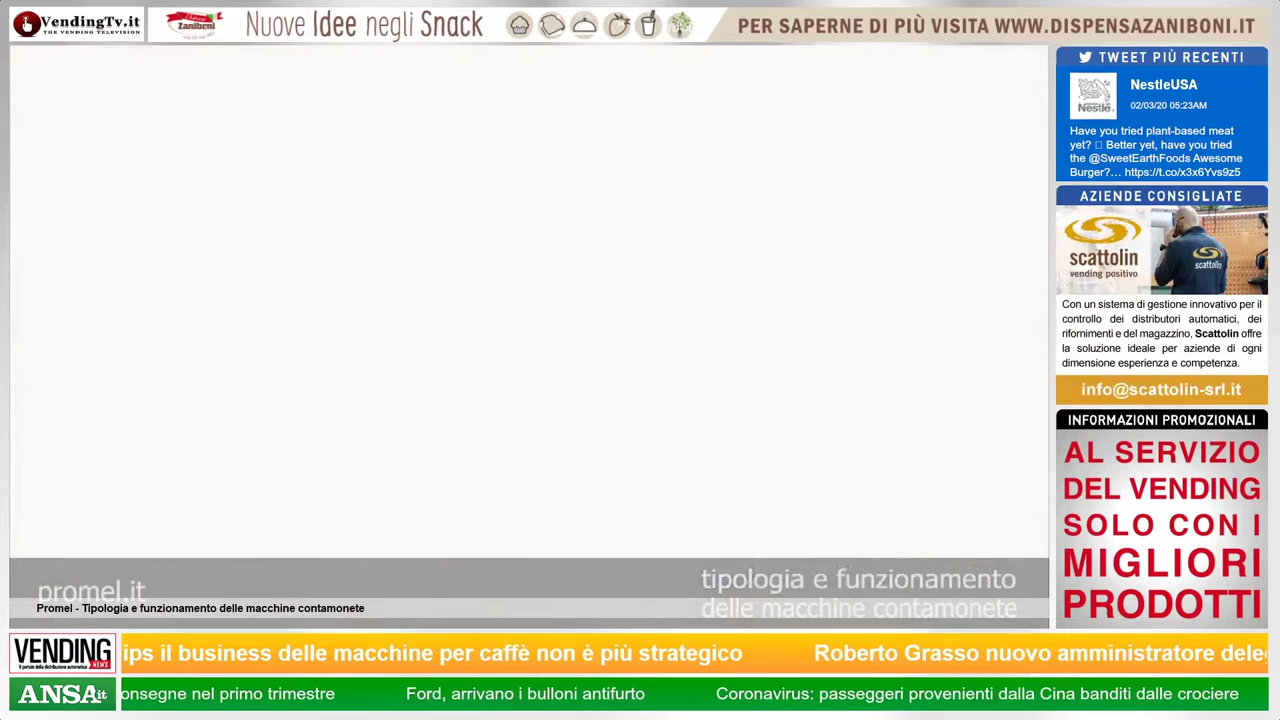 VendingTv.it
THE VENDING TELEVISION
Zaniboni
Nuove Idee negli Snack
PER SAPERNE DI PIÙ VISITA WWW.DISPENSAZANIBONI.IT
TWEET PIÙ RECENTI
Nestlé
NestleUSA
02/03/20 05:23AM
Have you tried plant-based meat
yet? Better yet, have you tried
the @SweetEarthFoods Awesome
Burger?… https://t.co/x3x6Yvs9z5
AZIENDE CONSIGLIATE
scattolin
vending positivo
scattolin
Con un sistema di gestione innovativo per il
controllo dei distributori automatici, dei
rifornimenti e del magazzino, Scattolin offre
la soluzione ideale per aziende di ogni
dimensione esperienza e competenza.
info@scattolin-srl.it
INFORMAZIONI PROMOZIONALI
AL SERVIZIO
DEL VENDING
SOLO CON I
MIGLIORI
PRODOTTI
promel.it
tipologia e funzionamento
delle macchine contamonete
Promel - Tipologia e funzionamento delle macchine contamonete
VENDING NEWS
Il portale della distribuzione automatica
ips il business delle macchine per caffè non è più strategico Roberto Grasso nuovo amministratore dele
ANSA.it
onsegne nel primo trimestre Ford, arrivano i bulloni antifurto Coronavirus: passeggeri provenienti dalla Cina banditi dalle crociere